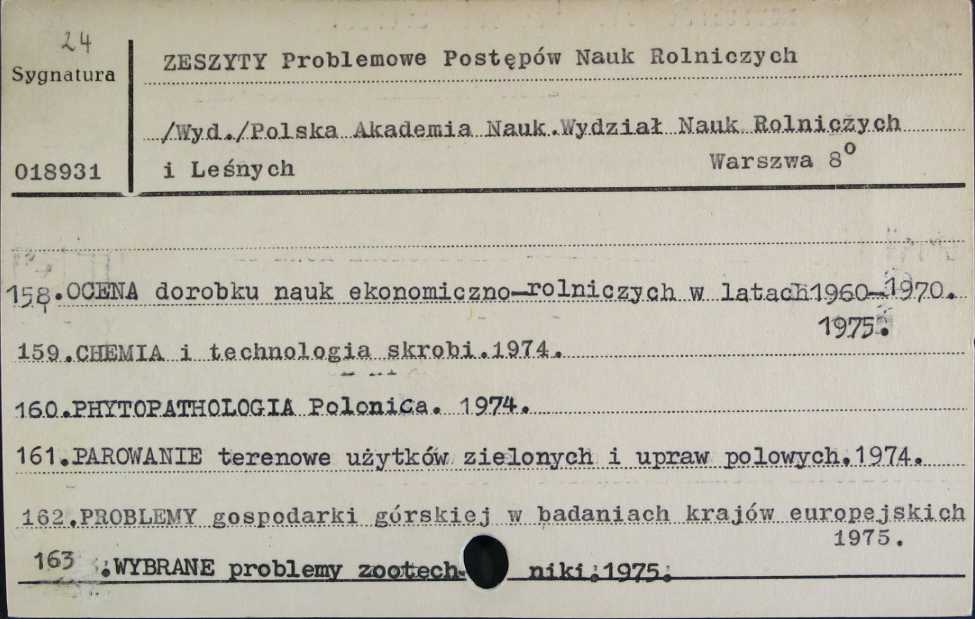 24
Sygnatura
018931
ZESZYTY Problemowe Postępów Nauk Rolniczych
/Wyd./Polska Akademia Nauk.Wydział Nauk Rolniczych
i Leśnych Warszwa 8°
158.OCENA dorobku nauk ekonomiczno-rolniczych w latach1960-1970.
1975.
159.CHEMIA i technologia skrobi.1974.
160.PHYTOPATHOLOGIA Polonica. 1974.
161.PAROWANIE terenowe użytków zielonych i upraw polowych.1974.
162.PROBLEMY gospodarki górskiej w badaniach krajów europejskich
1975.
163.WYBRANE problemy zootech- niki.1975.